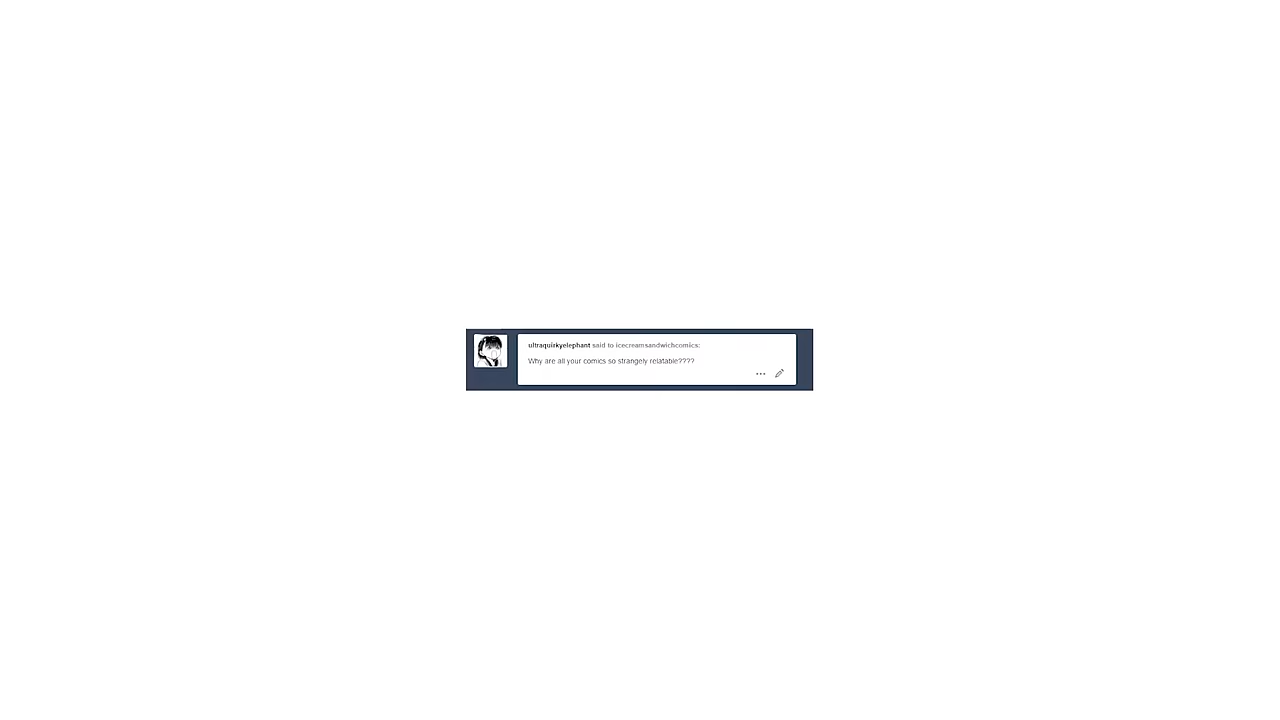 ultraquirkyelephant said to icecreamsandwichcomics:
Why are all your comics so strangely relatable????